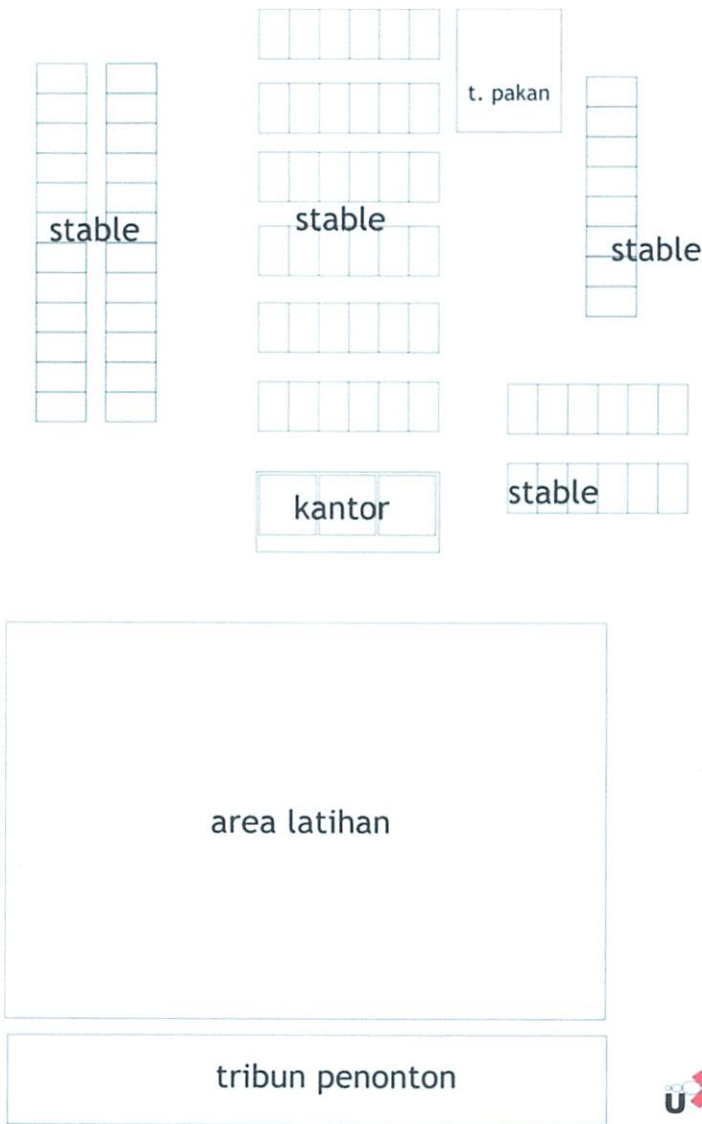 t. pakan
stable
stable
stable
kantor
stable
area latihan
tribun penonton
U